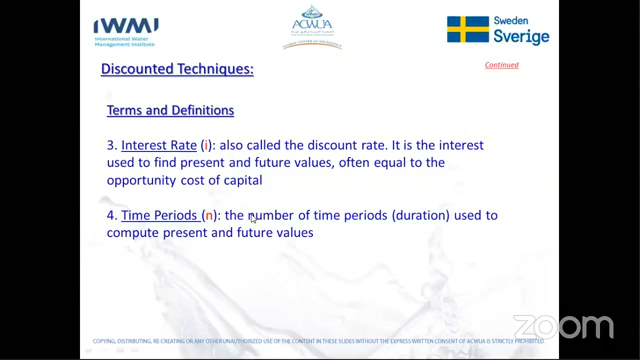 IWMI
International Water
Management Institute
ACWUA
Sweden
Sverige
Discounted Techniques:
Continued
Terms and Definitions
3. Interest Rate (i): also called the discount rate. It is the interest
used to find present and future values, often equal to the
opportunity cost of capital
4. Time Periods (n): the number of time periods (duration) used to
compute present and future values
zoom
COPYING, DISTRIBUTING, RE-CREATING OR ANY OTHER UNAUTHORIZED USE OF THE CONTENT IN THESE SLIDES WITHOUT THE EXPRESS WRITTEN CONSENT OF ACWUA IS STRICTLY PROHIBITED.